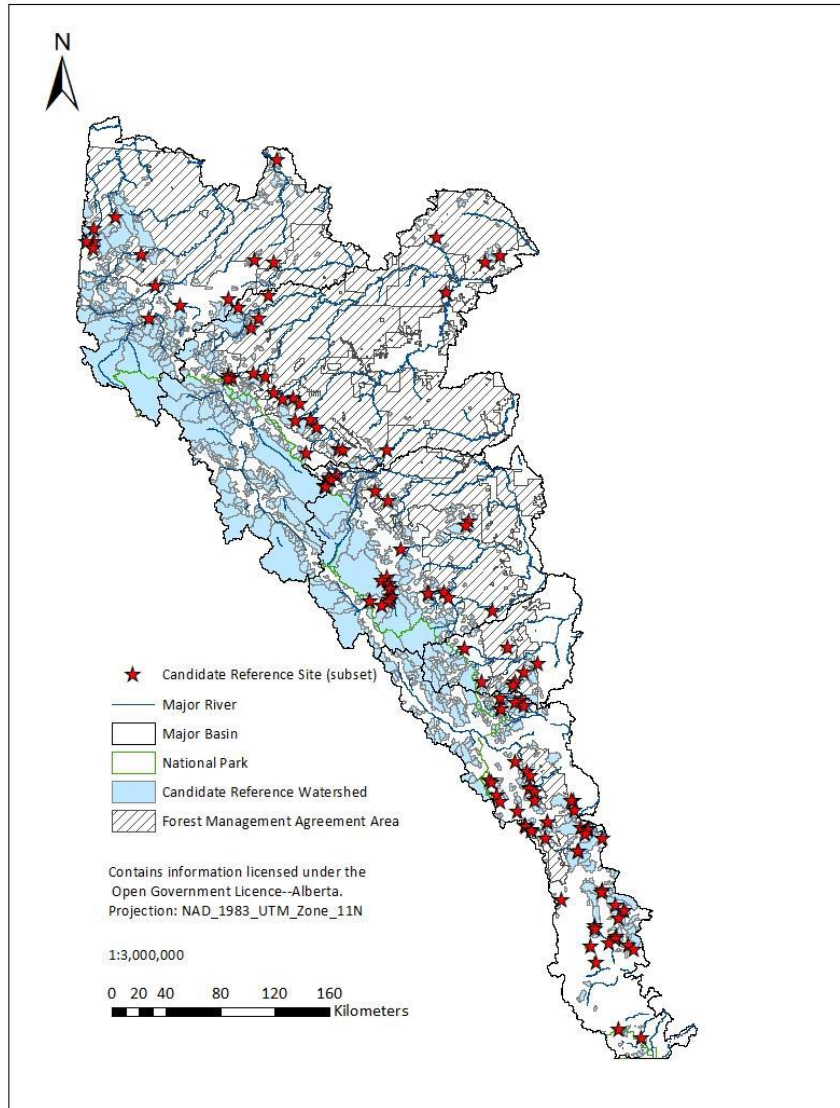 N
Candidate Reference Site (subset)
Major River
Major Basin
National Park
Candidate Reference Watershed
Forest Management Agreement Area
Contains information licensed under the
Open Government Licence--Alberta.
Projection: NAD_1983_UTM_Zone_11N
1:3,000,000
0 20 40 80 120 160
Kilometers